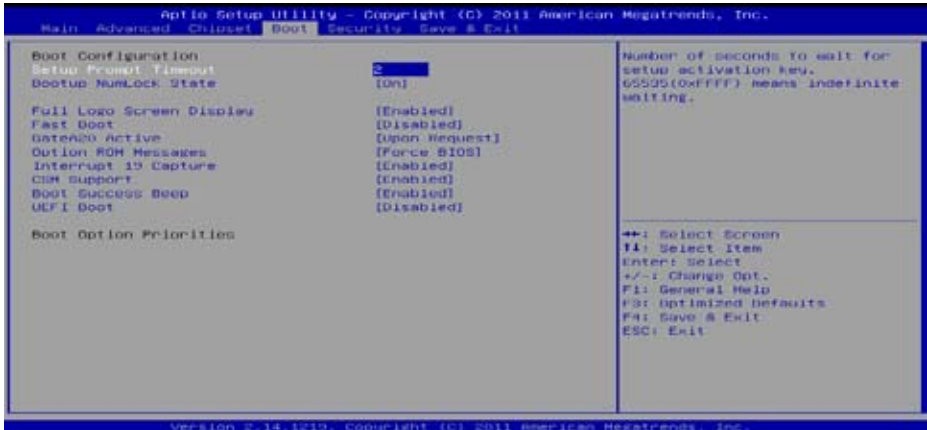 Aptio Setup Utility - Copyright (C) 2011 American Megatrends, Inc.
Main Advanced Chipset Boot Security Save & Exit
Boot Configuration
Setup Prompt Timeout 2
Bootup NumLock State [On]
Full Logo Screen Display [Enabled]
Fast Boot [Disabled]
GateA20 Active [Upon Request]
Option ROM Messages [Force BIOS]
Interrupt 19 Capture [Enabled]
CSM Support [Enabled]
Boot Success Beep [Enabled]
UEFI Boot [Disabled]
Boot Option Priorities
Number of seconds to wait for
setup activation key.
65535(0xFFFF) means indefinite
waiting.
→←: Select Screen
↑↓: Select Item
Enter: Select
+/-: Change Opt.
F1: General Help
F3: Optimized Defaults
F4: Save & Exit
ESC: Exit
Version 2.14.1219. Copyright (C) 2011 American Megatrends, Inc.